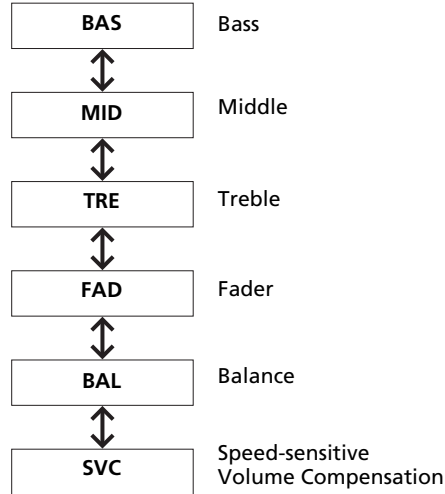 BAS Bass
MID Middle
TRE Treble
FAD Fader
BAL Balance
SVC Speed-sensitive
Volume Compensation